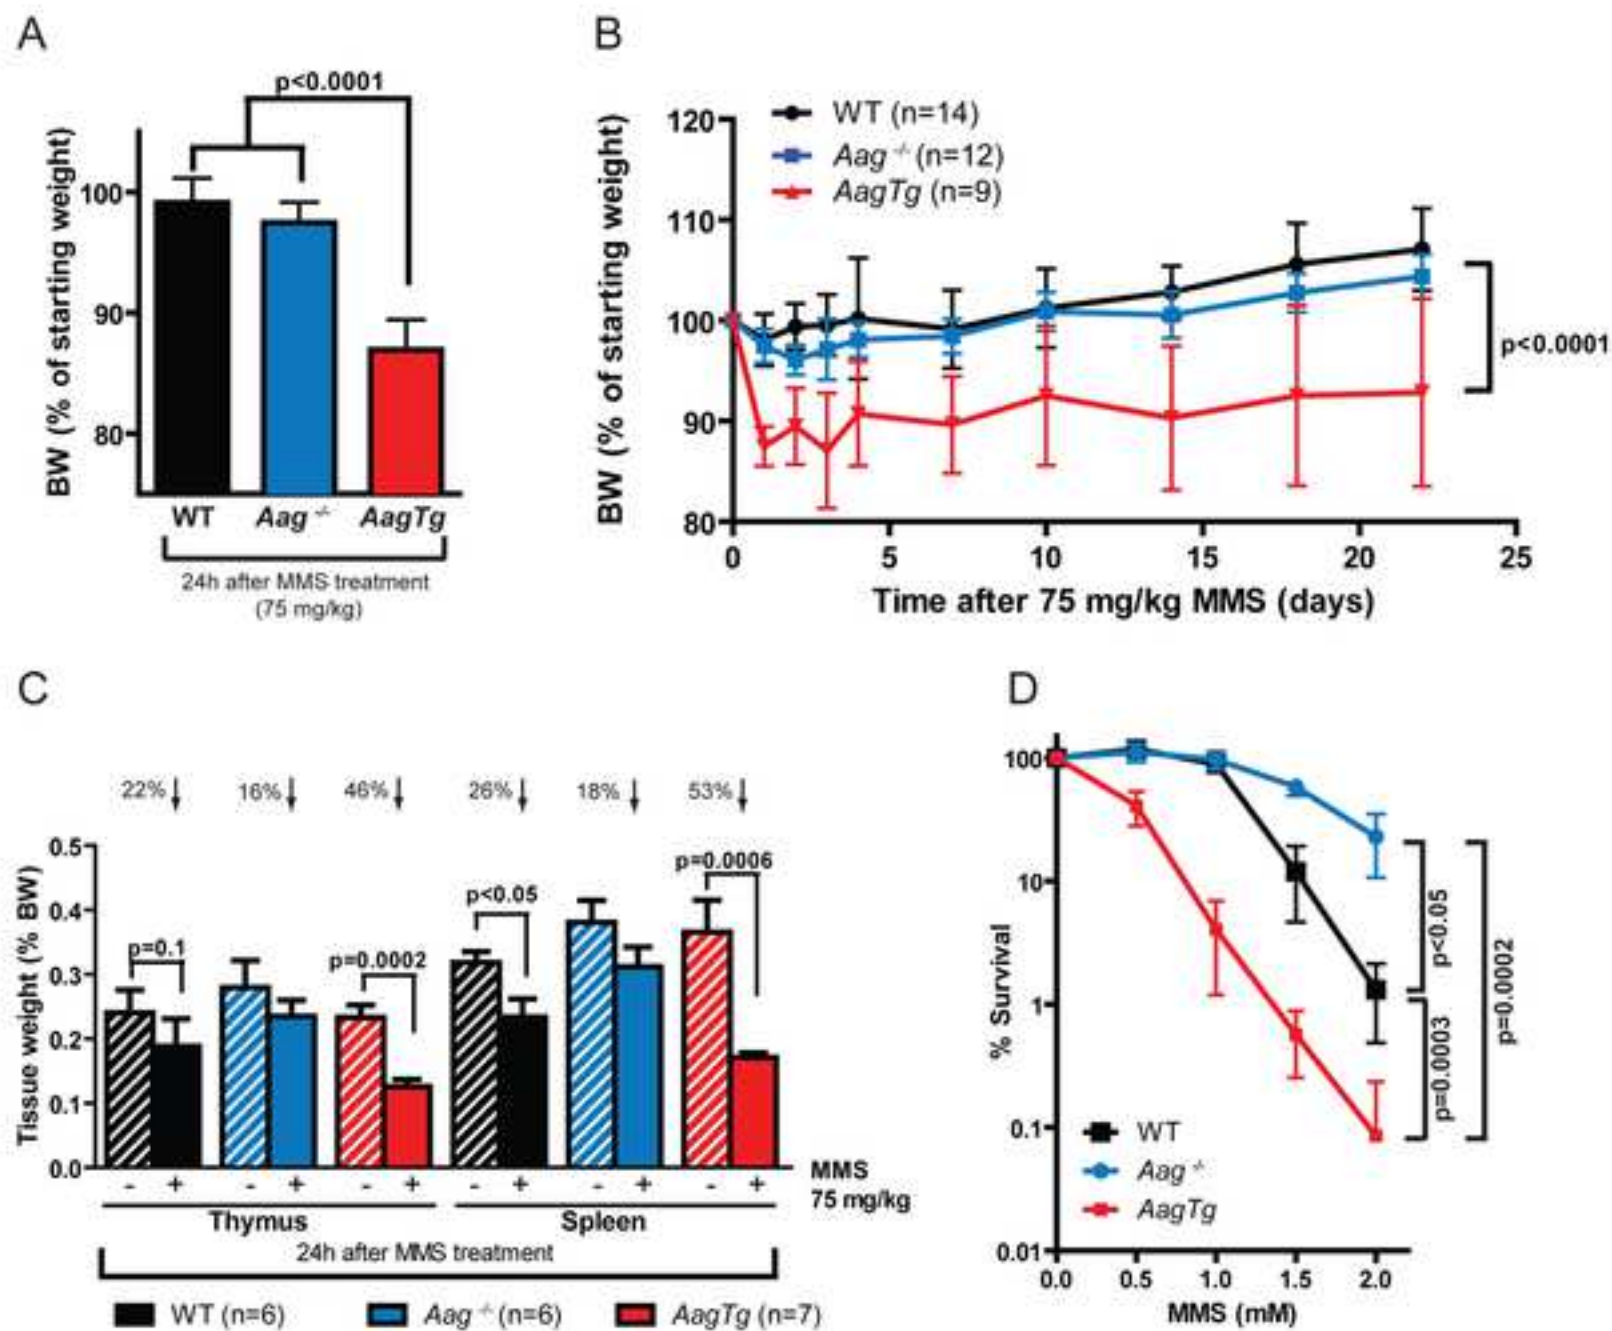 A
p<0.0001
BW (% of starting weight)
100
90
80
WT
Aag -/-
AagTg
24h after MMS treatment
(75 mg/kg)
B
WT (n=14)
Aag -/- (n=12)
AagTg (n=9)
BW (% of starting weight)
120
110
100
90
80
0
5
10
15
20
25
p<0.0001
Time after 75 mg/kg MMS (days)
C
22%
16%
46%
26%
18%
53%
Tissue weight (% BW)
0.5
0.4
0.3
0.2
0.1
0.0
p=0.1
p=0.0002
p<0.05
p=0.0006
- + - + - + - + - + - +
MMS
75 mg/kg
Thymus
Spleen
24h after MMS treatment
WT (n=6)
Aag -/- (n=6)
AagTg (n=7)
D
% Survival
100
10
1
0.1
0.01
0.0
0.5
1.0
1.5
2.0
MMS (mM)
WT
Aag -/-
AagTg
p<0.05
p=0.0003
p=0.0002